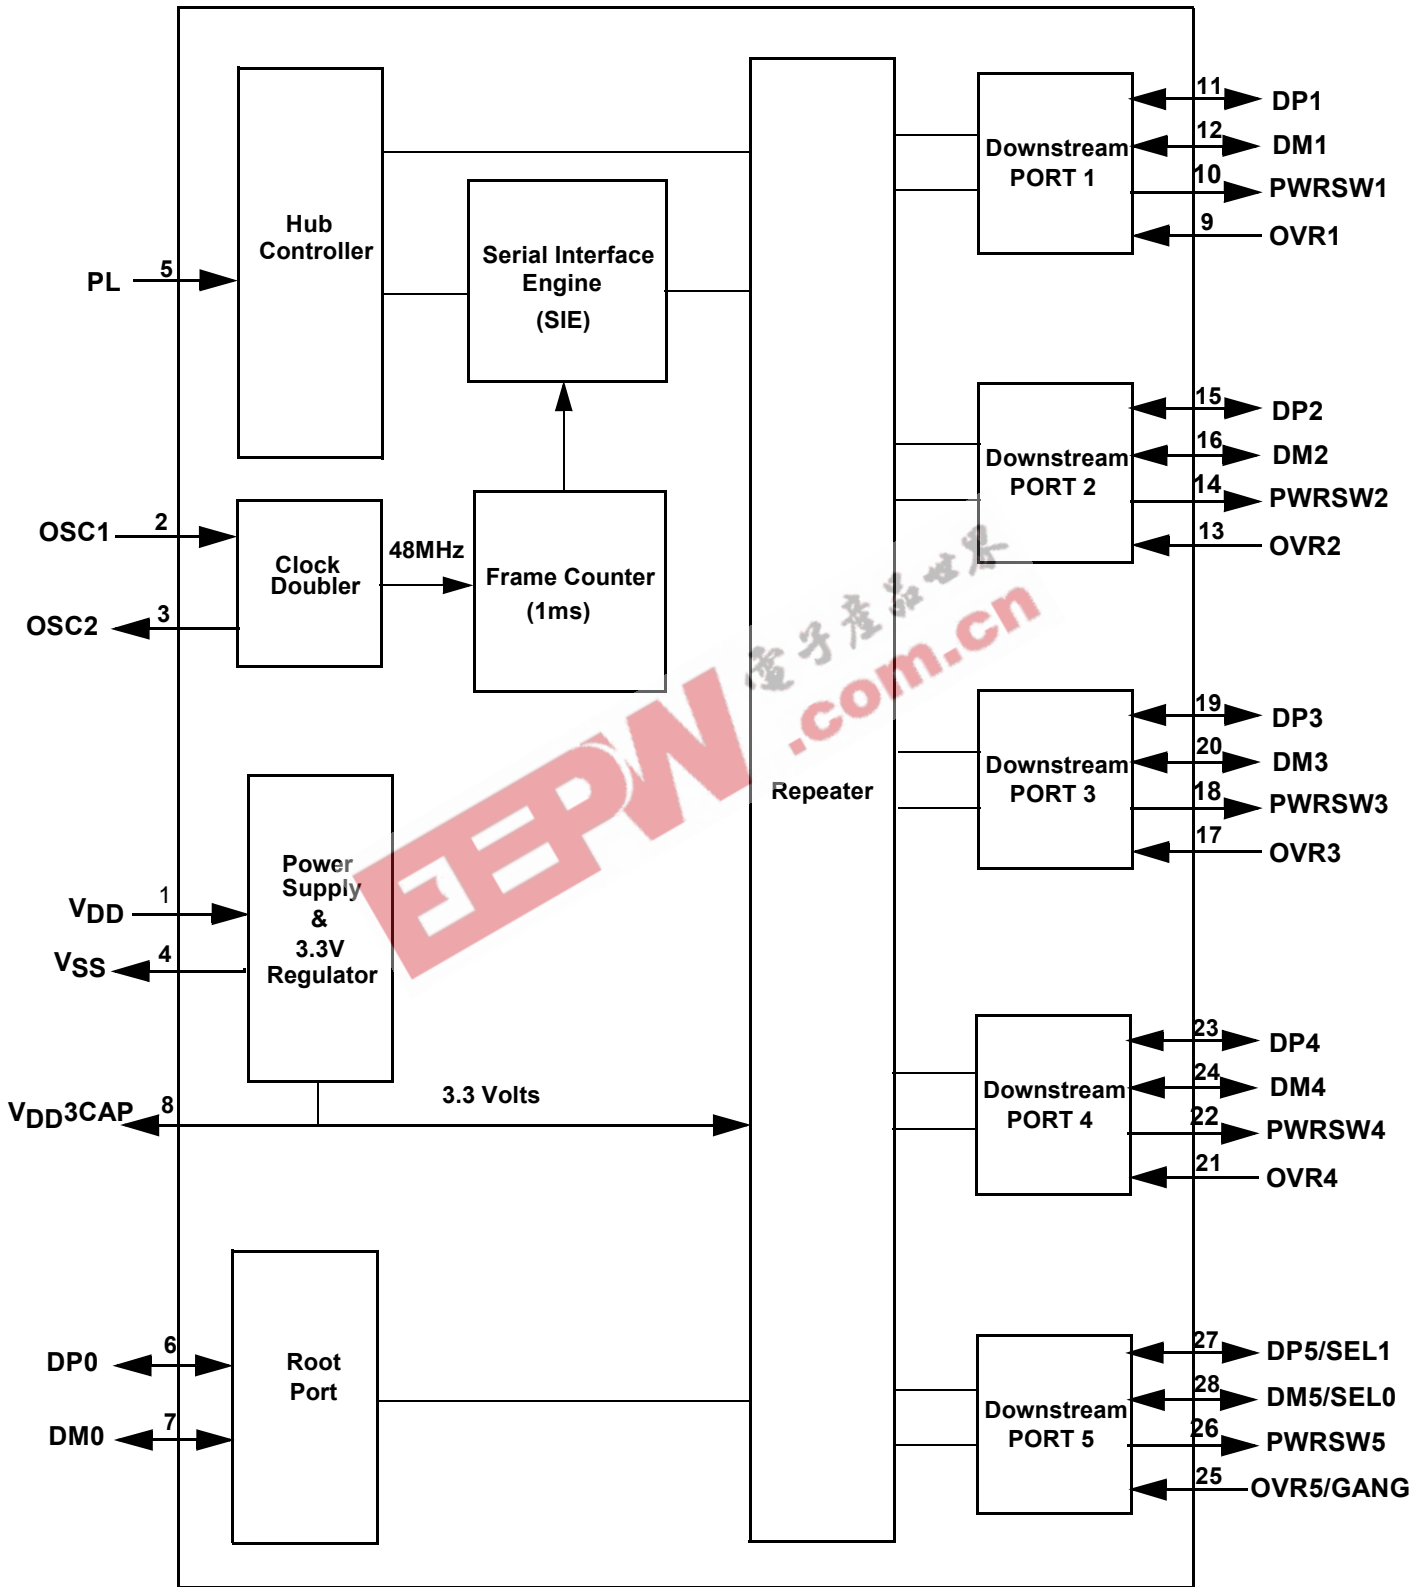 Hub
Controller
Serial Interface
Engine
(SIE)
PL
5
OSC1
2
OSC2
3
Clock
Doubler
48MHz
Frame Counter
(1ms)
Power
Supply
&
3.3V
Regulator
VDD
1
VSS
4
VDD3CAP
8
3.3 Volts
DP0
6
DM0
7
Root
Port
Repeater
Downstream
PORT 1
11
DP1
12
DM1
10
PWRSW1
9
OVR1
Downstream
PORT 2
15
DP2
16
DM2
14
PWRSW2
13
OVR2
Downstream
PORT 3
19
DP3
20
DM3
18
PWRSW3
17
OVR3
Downstream
PORT 4
23
DP4
24
DM4
22
PWRSW4
21
OVR4
Downstream
PORT 5
27
DP5/SEL1
28
DM5/SEL0
26
PWRSW5
25
OVR5/GANG
EEPW
電子產品世界
.com.cn